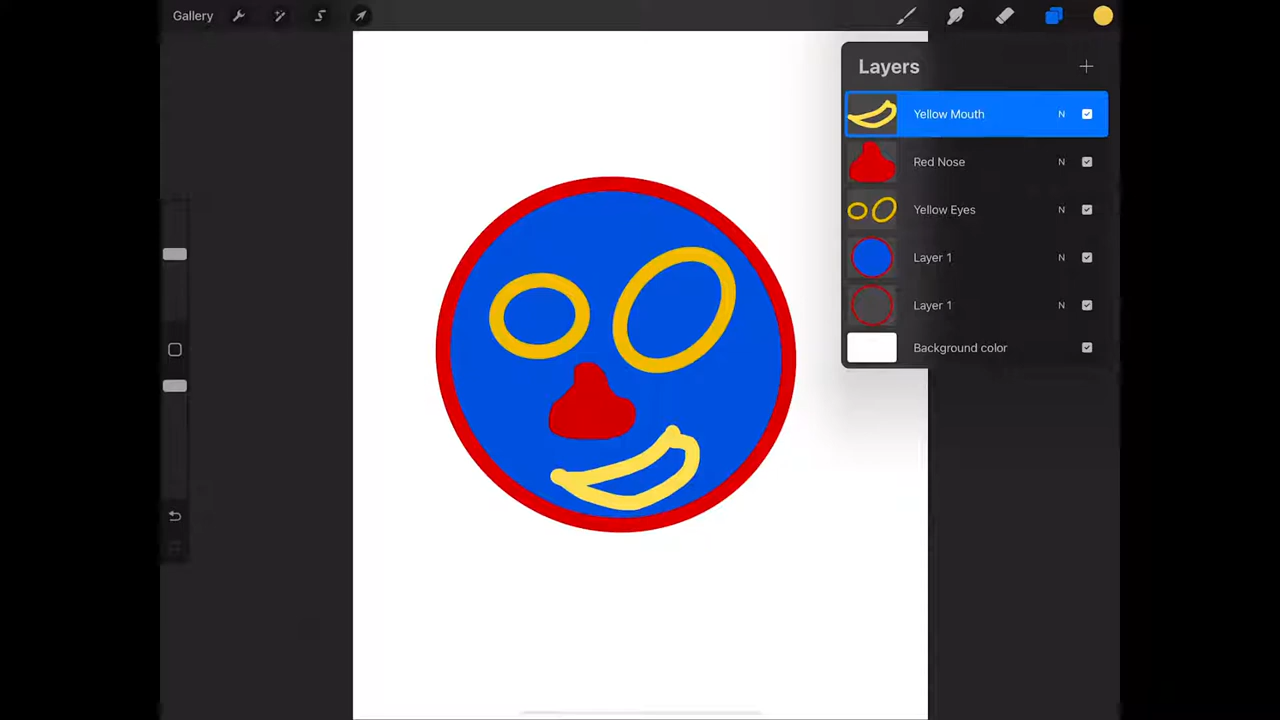 Gallery
Layers
Yellow Mouth N
Red Nose N
Yellow Eyes N
Layer 1 N
Layer 1 N
Background color